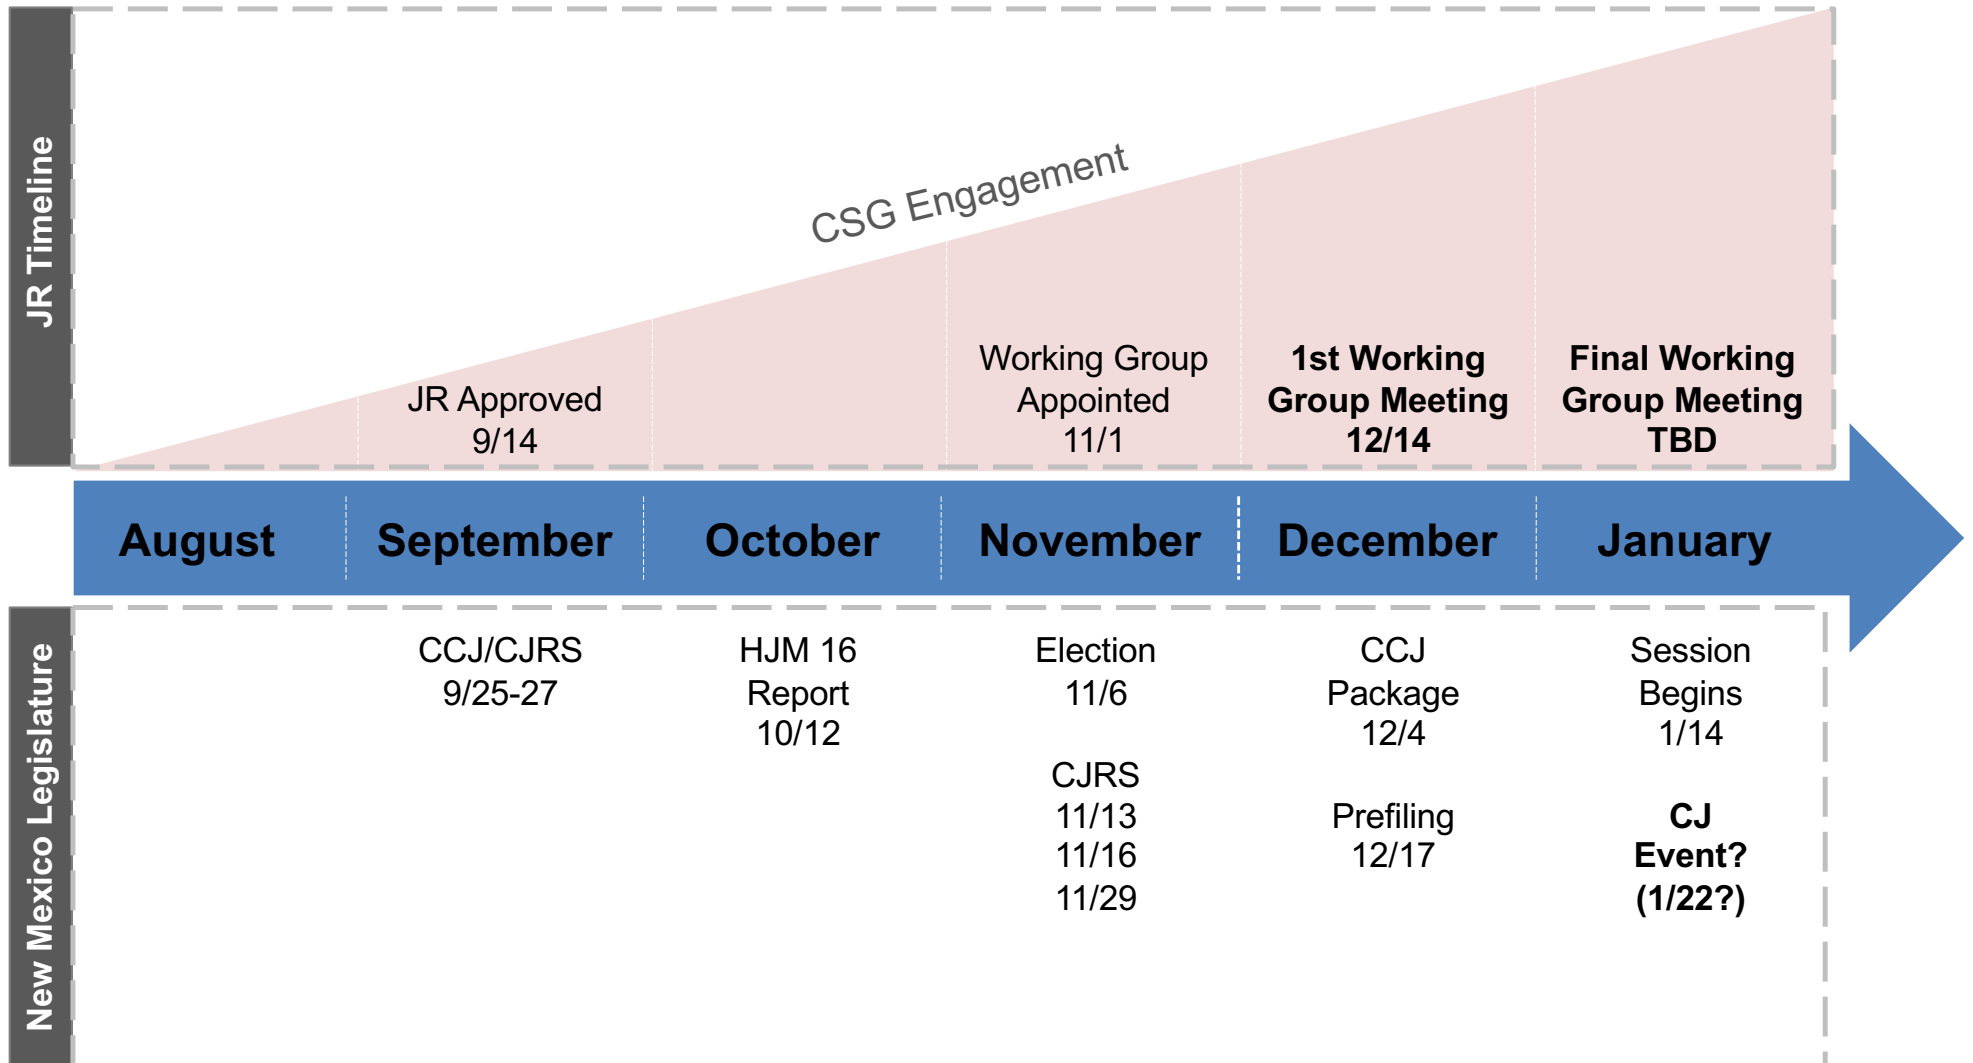 JR Timeline
CSG Engagement
JR Approved
9/14
Working Group
Appointed
11/1
1st Working
Group Meeting
12/14
Final Working
Group Meeting
TBD
August
September
October
November
December
January
New Mexico Legislature
CCJ/CJRS
9/25-27
HJM 16
Report
10/12
Election
11/6
CJRS
11/13
11/16
11/29
CCJ
Package
12/4
Prefiling
12/17
Session
Begins
1/14
CJ
Event?
(1/22?)